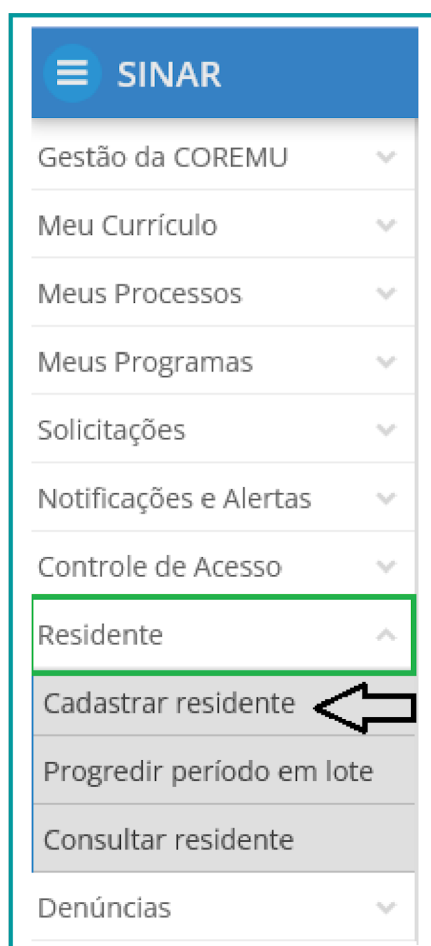 SINAR
Gestão da COREMU
Meu Currículo
Meus Processos
Meus Programas
Solicitações
Notificações e Alertas
Controle de Acesso
Residente
Cadastrar residente
Progredir período em lote
Consultar residente
Denúncias